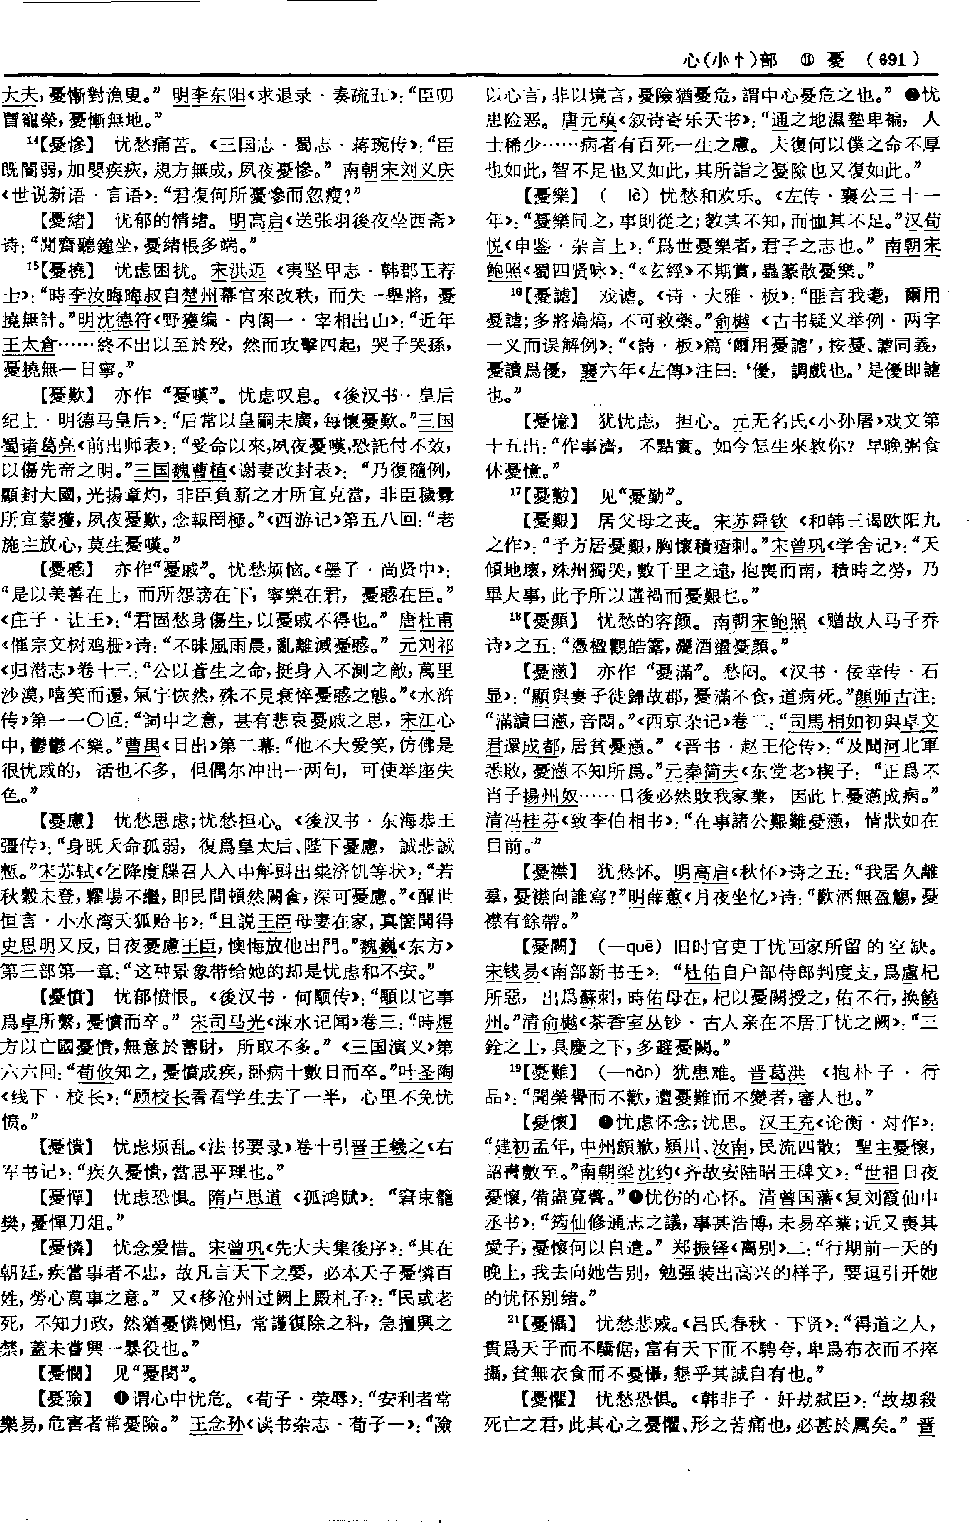 心(小忄)部 ⑪ 憂 (691)
大夫,憂慚對漁叟。”明李东阳《求退录·奏疏五》:“臣叨
冒寵榮,憂慚無地。”
14【憂慘】 忧愁痛苦。《三国志·蜀志·蒋琬传》:“臣
既闇弱,加嬰疾疢,規方無成,夙夜憂慘。”南朝宋刘义庆
《世说新语·言语》:“君復何所憂慘而忽瘦?”
【憂緒】 忧郁的情绪。明高启《送张羽後夜坐西斋》
诗:“閒齋聽鐘坐,憂緒棖多端。”
15【憂撓】 忧虑困扰。宋洪迈《夷坚甲志·韩郡王荐
士》:“時李汝晦晦叔自楚州幕官來改秩,而失一舉將,憂
撓無計。”明沈德符《野獲编·内阁一·宰相出山》:“近年
王太倉……終不出以至於歿,然而攻擊四起,哭子哭孫,
憂撓無一日寧。”
【憂歎】 亦作“憂嘆”。忧虑叹息。《後汉书·皇后
纪上·明德马皇后》:“后常以皇嗣未廣,每懷憂歎。”三国
蜀诸葛亮《前出师表》:“受命以來,夙夜憂嘆,恐託付不效,
以傷先帝之明。”三国魏曹植《谢妻改封表》:“乃復隨例,
顯封大國,光揚章灼,非臣負薪之才所宜克當,非臣穢釁
所宜蒙獲,夙夜憂歎,念報罔極。”《西游记》第五八回:“老
施主放心,莫生憂嘆。”
【憂慼】 亦作“憂戚”。忧愁烦恼。《墨子·尚贤中》:
“是以美善在上,而所怨謗在下,寧樂在君,憂慼在臣。”
《庄子·让王》:“君固愁身傷生,以憂戚不得也。”唐杜甫
《催宗文树鸡栅》诗:“不昧風雨晨,亂離減憂慼。”元刘祁
《归潜志》卷十三:“公以蒼生之命,挺身入不測之敵,萬里
沙漠,嘻笑而還,氣宇恢然,殊不見衰悴憂慼之態。”《水浒
传》第一一〇回:“詞中之意,甚有悲哀憂戚之思,宋江心
中,鬱鬱不樂。”曹禺《日出》第二幕:“他不大爱笑,仿佛是
很忧戚的,话也不多,但偶尔冲出一两句,可使举座失
色。”
【憂慮】 忧愁思虑;忧愁担心。《後汉书·东海恭王
彊传》:“身既夭命孤弱,復爲皇太后、陛下憂慮,誠悲誠
慙。”宋苏轼《乞降度牒召人入中斛㪷出粜济饥等状》:“若
秋穀未登,糶場不繼,即民間頓然闕食,深可憂慮。”《醒世
恒言·小水湾天狐贻书》:“且説王臣母妻在家,真箇聞得
史思明又反,日夜憂慮王臣,懊悔放他出門。”魏巍《东方》
第三部第一章:“这种景象带给她的却是忧虑和不安。”
【憂憤】 忧郁愤恨。《後汉书·何颙传》:“顒以它事
爲卓所繫,憂憤而卒。”宋司马光《涑水记闻》卷三:“時煜
方以亡國憂憤,無意於蓄財,所取不多。”《三国演义》第
六六回:“荀攸知之,憂憤成疾,卧病十數日而卒。”叶圣陶
《线下·校长》:“顾校长看看学生去了一半,心里不免忧
愤。”
【憂憒】 忧虑烦乱。《法书要录》卷十引晋王羲之《右
军书记》:“疾久憂憒,當思平理也。”
【憂憚】 忧虑恐惧。隋卢思道《孤鸿赋》:“窘束籠
樊,憂憚刀俎。”
【憂憐】 忧念爱惜。宋曾巩《先大夫集後序》:“其在
朝廷,疾當事者不忠,故凡言天下之要,必本天子憂憐百
姓,勞心萬事之意。”又《移沧州过阙上殿札子》:“民或老
死,不知力政,然猶憂憐惻怛,常謹復除之科,急擅興之
禁,蓋未嘗興一暴役也。”
【憂憫】 见“憂閔”。
【憂險】 ❶谓心中忧危。《荀子·荣辱》:“安利者常
樂易,危害者常憂險。”王念孙《读书杂志·荀子一》:“險
以心言,非以境言,憂險猶憂危,謂中心憂危之也。”❷忧
患险恶。唐元稹《叙诗寄乐天书》:“通之地濕墊卑褊,人
士稀少……病者有百死一生之慮。夫復何以僕之命不厚
也如此,智不足也又如此,其所詣之憂險也又復如此。”
【憂樂】 ( lè) 忧愁和欢乐。《左传·襄公三十一
年》:“憂樂同之,事則從之;教其不知,而恤其不足。”汉荀
悦《申鉴·杂言上》:“爲世憂樂者,君子之志也。”南朝宋
鲍照《蜀四贤咏》:“《玄經》不期賞,蟲篆散憂樂。”
16【憂謔】 戏谑。《诗·大雅·板》:“匪言我耄,爾用
憂謔;多將熇熇,不可救藥。”俞樾《古书疑义举例·两字
一义而误解例》:“《詩·板》篇‘爾用憂謔’,按憂、謔同義,
憂讀爲優,襄六年《左傳》注曰:‘優,調戲也。’是優即謔
也。”
【憂憶】 犹忧虑,担心。元无名氏《小孙屠》戏文第
十五出:“作事濟,不點實。如今怎生來救你?早晚粥食
休憂憶。”
17【憂懃】 见“憂勤”。
【憂艱】 居父母之丧。宋苏舜钦《和韩三谒欧阳九
之作》:“予方居憂艱,胸懷積瘡刺。”宋曾巩《学舍记》:“天
傾地壞,殊州獨哭,數千里之遠,抱喪而南,積時之勞,乃
畢大事,此予所以遘禍而憂艱也。”
18【憂顏】 忧愁的容颜。南朝宋鲍照《赠故人马子乔
诗》之五:“憑楹觀皓露,灑酒盪憂顏。”
【憂懣】 亦作“憂滿”。愁闷。《汉书·佞幸传·石
显》:“顯與妻子徙歸故郡,憂滿不食,道病死。”颜师古注:
“滿讀曰懣,音悶。”《西京杂记》卷二:“司馬相如初與卓文
君還成都,居貧憂懣。”《晋书·赵王伦传》:“及聞河北軍
悉敗,憂懣不知所爲。”元秦简夫《东堂老》楔子:“正爲不
肖子揚州奴……日後必然敗我家業,因此上憂懣成病。”
清冯桂芬《致李伯相书》:“在事諸公艱難憂懣,情狀如在
目前。”
【憂襟】 犹愁怀。明高启《秋怀》诗之五:“我居久離
羣,憂襟向誰寫?”明薛蕙《月夜坐忆》诗:“歡洒無盈觴,憂
襟有餘帶。”
【憂闕】 (—quē) 旧时官吏丁忧回家所留的空缺。
宋钱易《南部新书壬》:“杜佑自户部侍郎判度支,爲盧杞
所惡,出爲蘇刺,時佑母在,杞以憂闕授之,佑不行,换饒
州。”清俞樾《茶香室丛钞·古人亲在不居丁忧之阙》:“三
銓之上,具慶之下,多避憂闕。”
19【憂難】 (—nàn) 犹患难。晋葛洪《抱朴子·行
品》:“聞榮譽而不歡,遭憂難而不變者,審人也。”
【憂懷】 ❶忧虑怀念;忧思。汉王充《论衡·对作》:
“建初孟年,中州頗歉,潁川、汝南,民流四散,聖主憂懷,
詔書數至。”南朝梁沈约《齐故安陆昭王碑文》:“世祖日夜
憂懷,備盡寬譬。”❷忧伤的心怀。清曾国藩《复刘霞仙中
丞书》:“筠仙修通志之議,事甚浩博,未易卒業;近又喪其
愛子,憂懷何以自遣。”郑振铎《离别》二:“行期前一天的
晚上,我去向她告别,勉强装出高兴的样子,要逗引开她
的忧怀别绪。”
21【憂懾】 忧愁悲戚。《吕氏春秋·下贤》:“得道之人,
貴爲天子而不驕倨,富有天下而不騁夸,卑爲布衣而不瘁
攝,貧無衣食而不憂懾,懇乎其誠自有也。”
【憂懼】 忧愁恐惧。《韩非子·奸劫弑臣》:“故劫殺
死亡之君,此其心之憂懼、形之苦痛也,必甚於厲矣。”晋